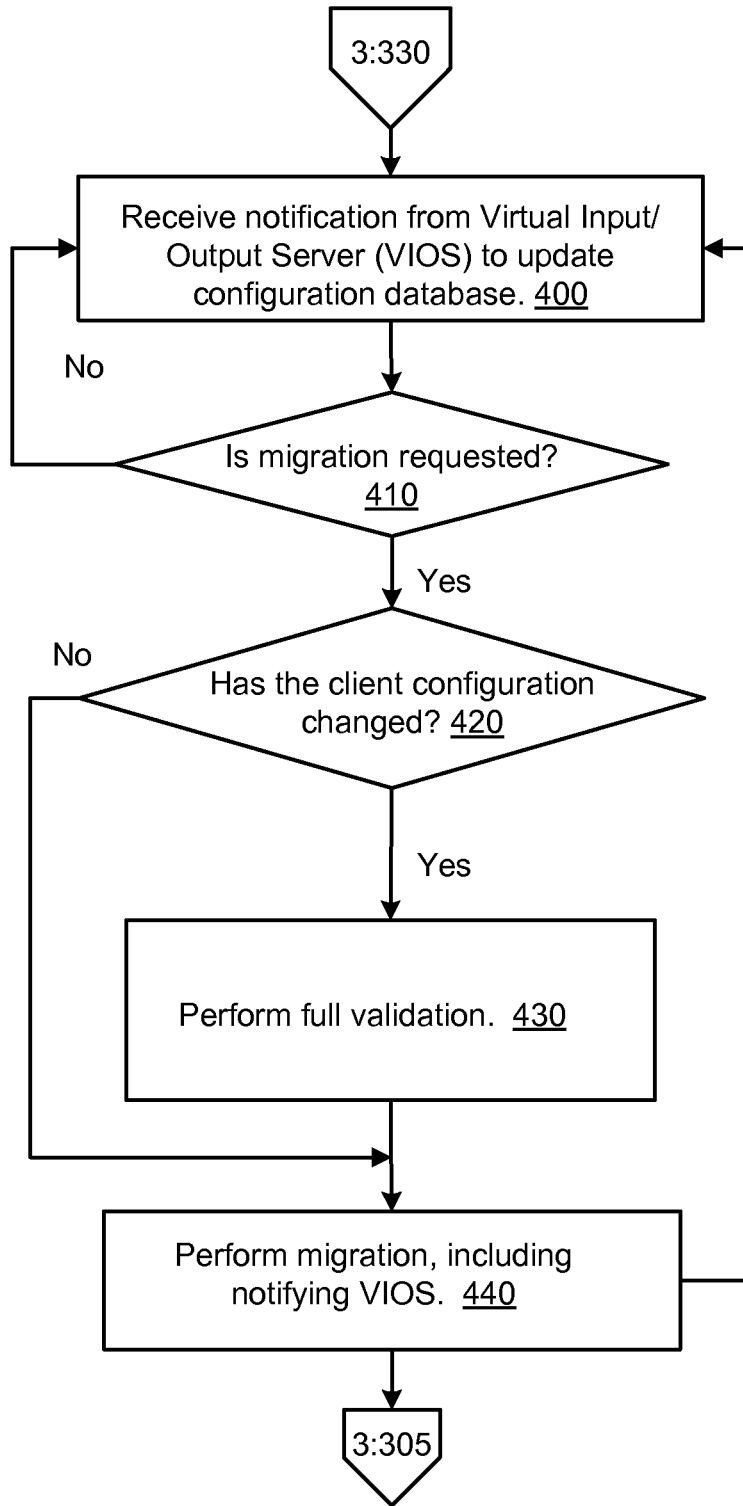 3:330
Receive notification from Virtual Input/
Output Server (VIOS) to update
configuration database. 400
No
Is migration requested?
410
Yes
No
Has the client configuration
changed? 420
Yes
Perform full validation. 430
Perform migration, including
notifying VIOS. 440
3:305